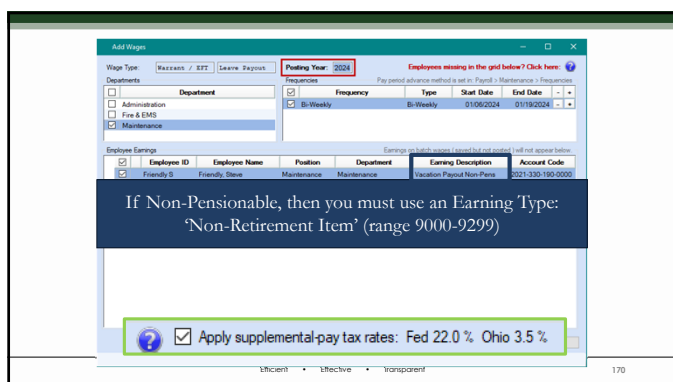 Add Wages
Wage Type: Warrant / EFT Leave Payout Posting Year: 2024 Employees missing in the grid below? Click here:
Departments Frequencies Pay period advance method is set in: Payroll > Maintenance > Frequencies
Department Frequency Type Start Date End Date - +
Administration Bi-Weekly Bi-Weekly 01/06/2024 01/19/2024 - +
Fire & EMS
Maintenance
Employee Earnings Earnings on batch wages (saved but not posted) will not appear below.
Employee ID Employee Name Position Department Earning Description Account Code
Friendly S Friendly, Steve Maintenance Maintenance Vacation Payout Non-Pens 2021-330-190-0000
If Non-Pensionable, then you must use an Earning Type:
‘Non-Retirement Item’ (range 9000-9299)
Apply supplemental-pay tax rates: Fed 22.0 % Ohio 3.5 %
Efficient • Effective • Transparent 170